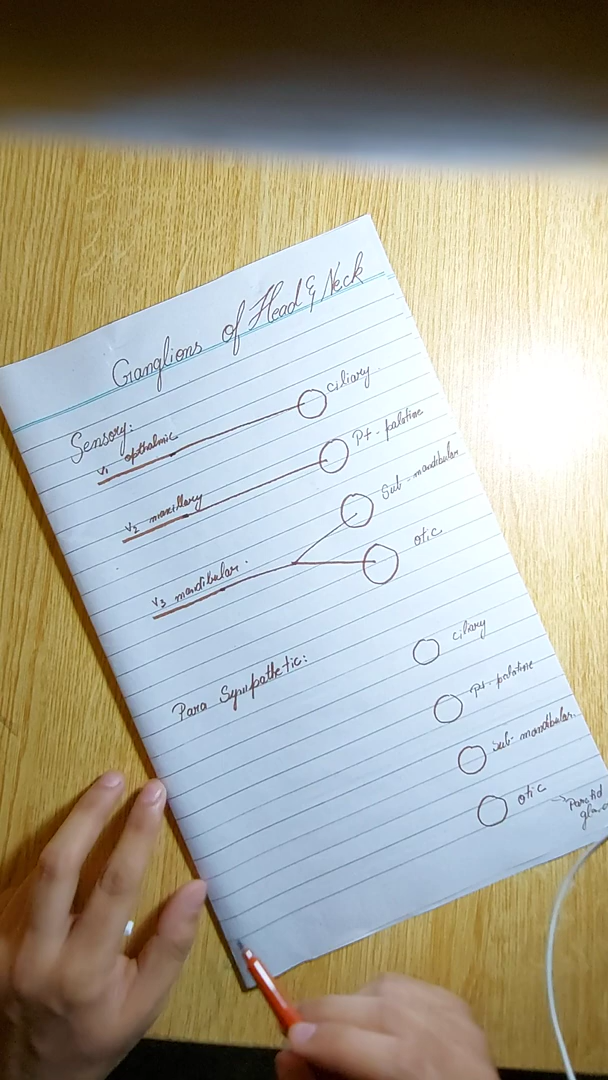 Ganglions of Head & Neck
Sensory:
V1 opthalmic
ciliary
V2 maxillary
Pt-palatine
V3 mandibular.
Sub-mandibular
otic
Para Sympathetic:
ciliary
pt-palatine
Sub-mandibular.
otic → Parotid
gland